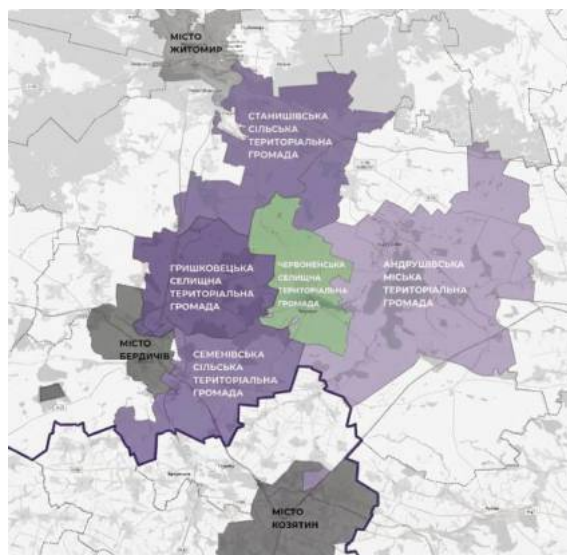 МІСТО
ЖИТОМИР
СТАНИШІВСЬКА
СІЛЬСЬКА
ТЕРИТОРІАЛЬНА
ГРОМАДА
ГРИШКОВЕЦЬКА
СЕЛИЩНА
ТЕРИТОРІАЛЬНА
ГРОМАДА
ЧЕРВОНЕНСЬКА
СЕЛИЩНА
ТЕРИТОРІАЛЬНА
ГРОМАДА
АНДРУШІВСЬКА
МІСЬКА
ТЕРИТОРІАЛЬНА
ГРОМАДА
МІСТО
БЕРДИЧІВ
СЕМЕНІВСЬКА
СІЛЬСЬКА
ТЕРИТОРІАЛЬНА
ГРОМАДА
МІСТО
КОЗЯТИН